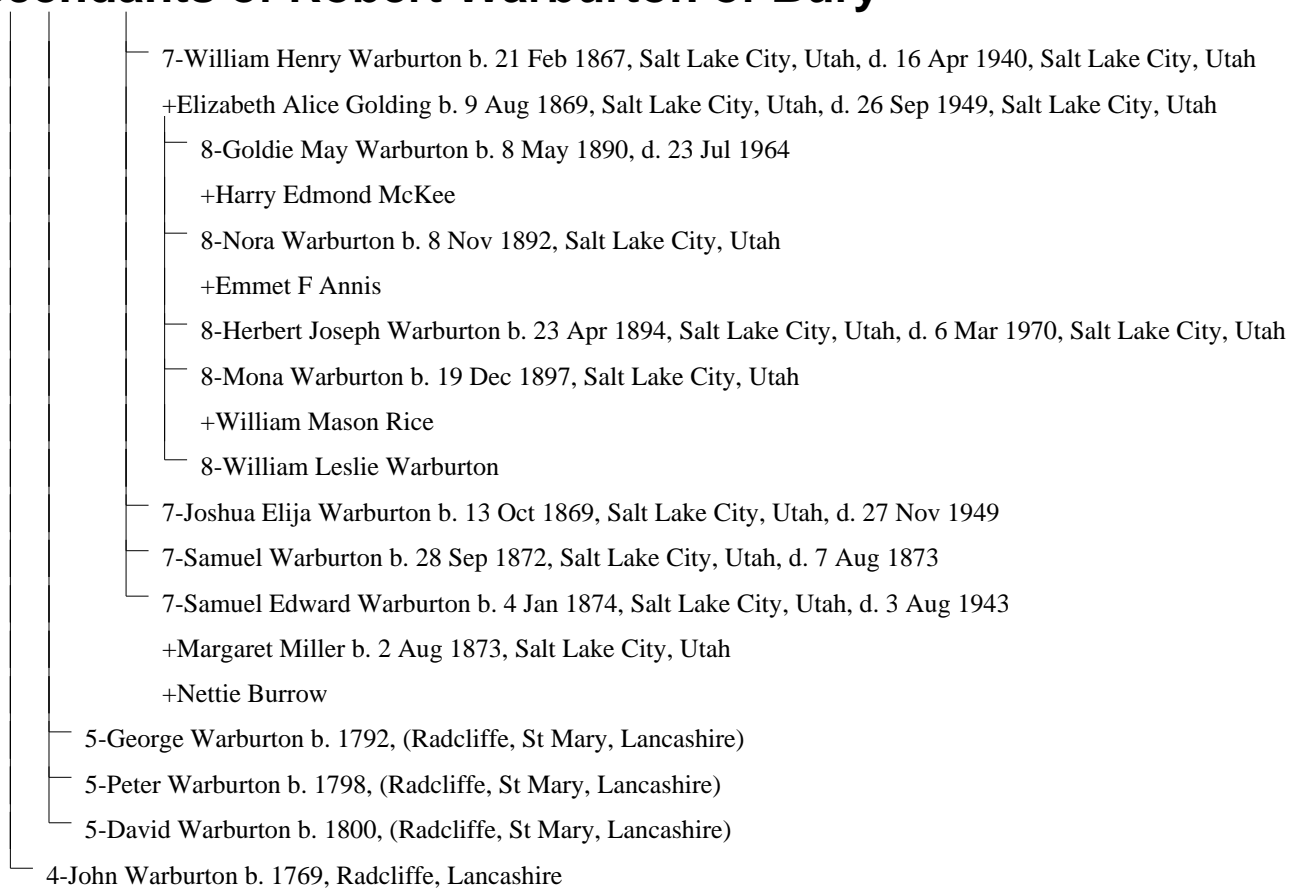 of Robert Warburton of Bury
7-William Henry Warburton b. 21 Feb 1867, Salt Lake City, Utah, d. 16 Apr 1940, Salt Lake City, Utah
+Elizabeth Alice Golding b. 9 Aug 1869, Salt Lake City, Utah, d. 26 Sep 1949, Salt Lake City, Utah
8-Goldie May Warburton b. 8 May 1890, d. 23 Jul 1964
+Harry Edmond McKee
8-Nora Warburton b. 8 Nov 1892, Salt Lake City, Utah
+Emmet F Annis
8-Herbert Joseph Warburton b. 23 Apr 1894, Salt Lake City, Utah, d. 6 Mar 1970, Salt Lake City, Utah
8-Mona Warburton b. 19 Dec 1897, Salt Lake City, Utah
+William Mason Rice
8-William Leslie Warburton
7-Joshua Elija Warburton b. 13 Oct 1869, Salt Lake City, Utah, d. 27 Nov 1949
7-Samuel Warburton b. 28 Sep 1872, Salt Lake City, Utah, d. 7 Aug 1873
7-Samuel Edward Warburton b. 4 Jan 1874, Salt Lake City, Utah, d. 3 Aug 1943
+Margaret Miller b. 2 Aug 1873, Salt Lake City, Utah
+Nettie Burrow
5-George Warburton b. 1792, (Radcliffe, St Mary, Lancashire)
5-Peter Warburton b. 1798, (Radcliffe, St Mary, Lancashire)
5-David Warburton b. 1800, (Radcliffe, St Mary, Lancashire)
4-John Warburton b. 1769, Radcliffe, Lancashire